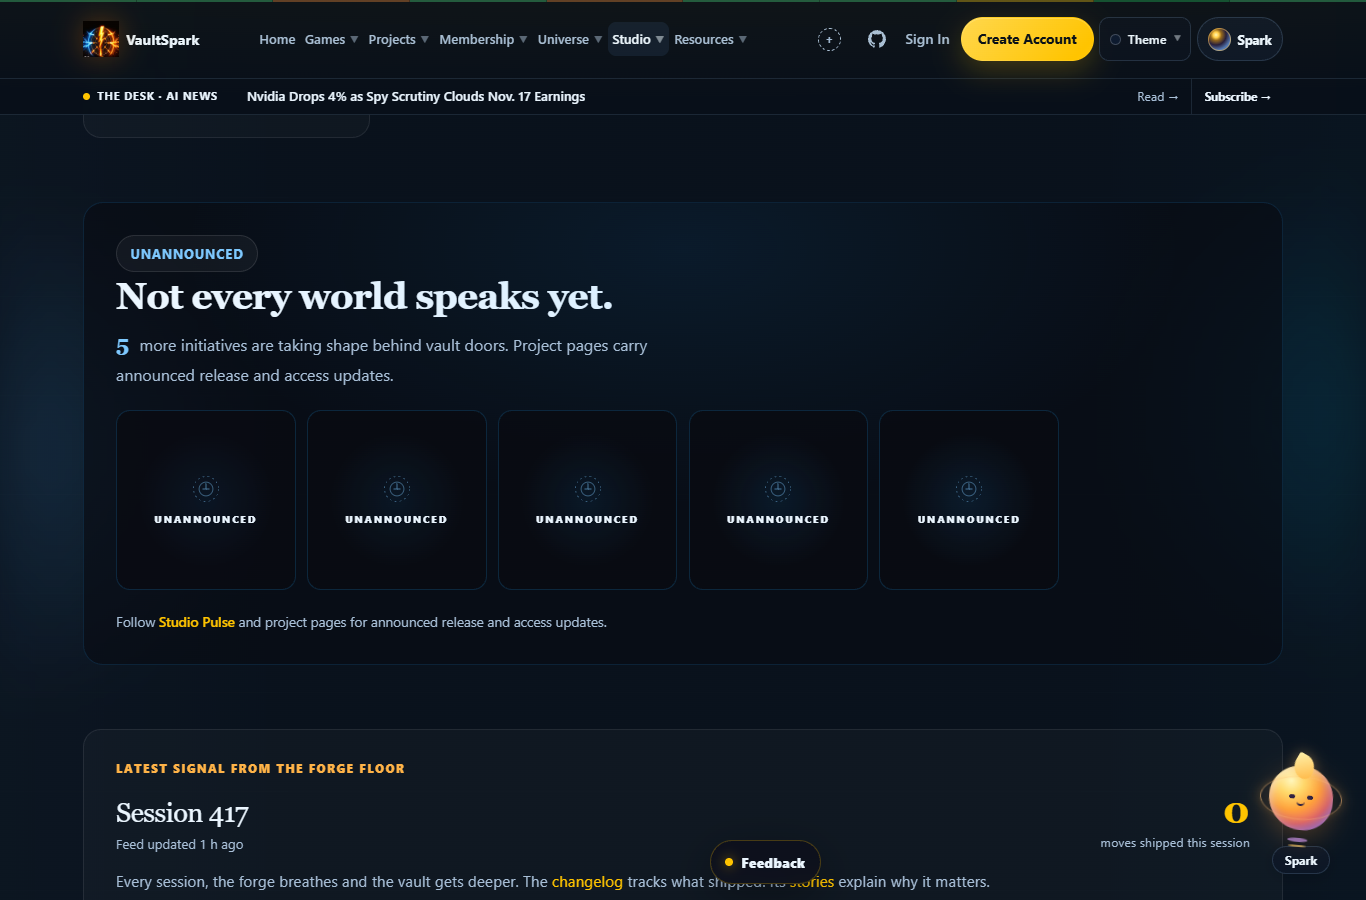 VaultSpark
Home Games Projects Membership Universe Studio Resources
Sign In
Create Account
Theme
Spark
THE DESK - AI NEWS
Nvidia Drops 4% as Spy Scrutiny Clouds Nov. 17 Earnings
Read →
Subscribe →
UNANNOUNCED
Not every world speaks yet.
5 more initiatives are taking shape behind vault doors. Project pages carry
announced release and access updates.
UNANNOUNCED
UNANNOUNCED
UNANNOUNCED
UNANNOUNCED
UNANNOUNCED
Follow Studio Pulse and project pages for announced release and access updates.
LATEST SIGNAL FROM THE FORGE FLOOR
Session 417
Feed updated 1 h ago
0
moves shipped this session
Spark
Feedback
Every session, the forge breathes and the vault gets deeper. The changelog tracks what shipped. Its stories explain why it matters.